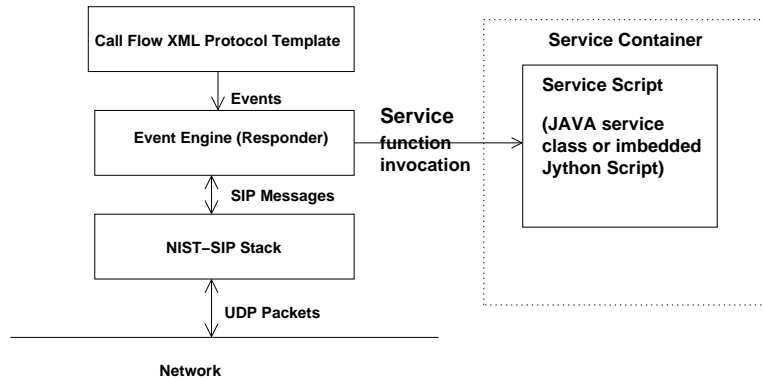 Call Flow XML Protocol Template
Events
Event Engine (Responder)
SIP Messages
NIST−SIP Stack
UDP Packets
Network
Service
function
invocation
Service Container
Service Script
(JAVA service
class or imbedded
Jython Script)